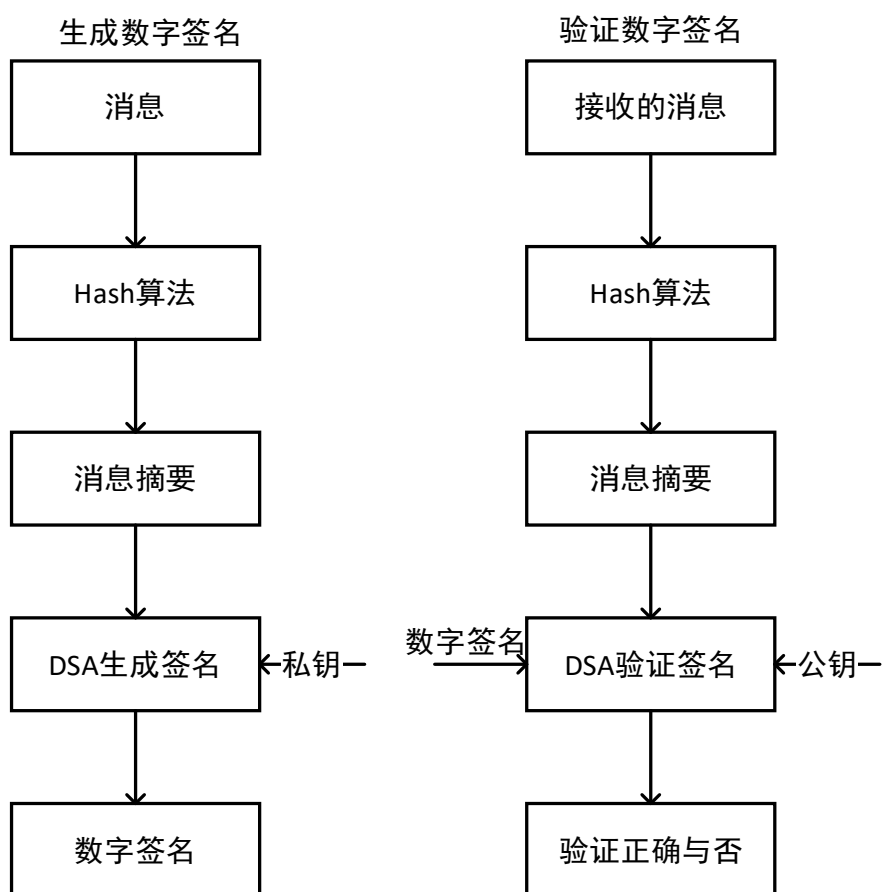 生成数字签名
消息
Hash算法
消息摘要
DSA生成签名
私钥
数字签名
验证数字签名
接收的消息
Hash算法
消息摘要
数字签名
DSA验证签名
公钥
验证正确与否